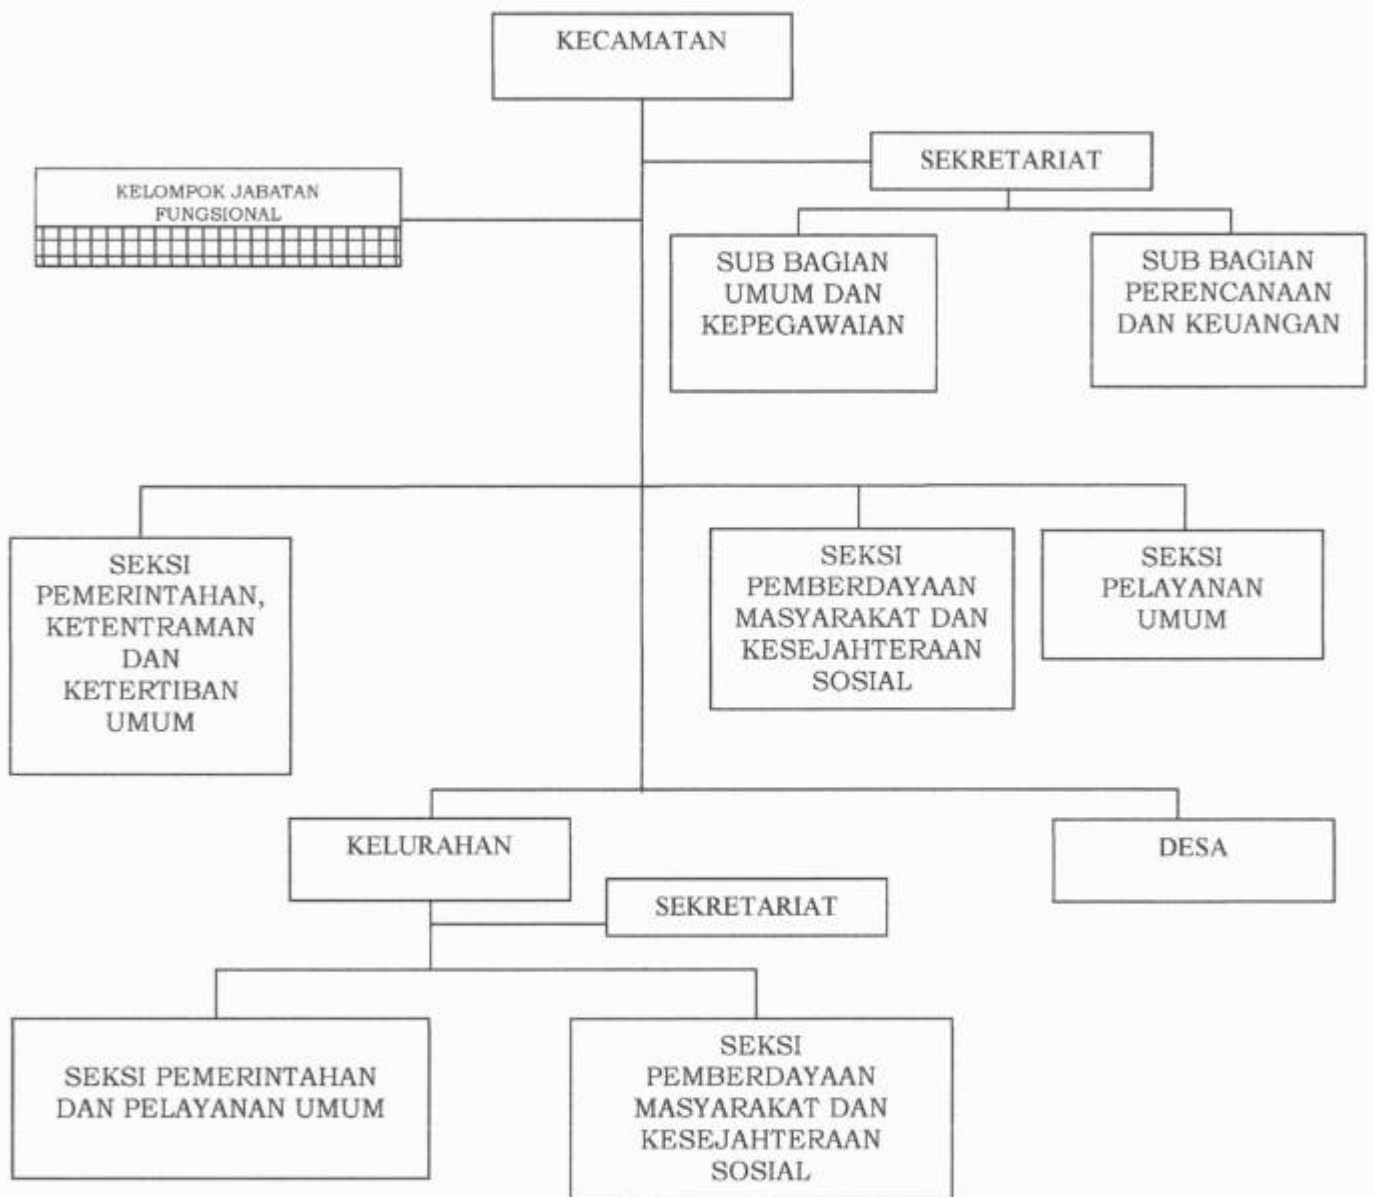 KECAMATAN
SEKRETARIAT
KELOMPOK JABATAN
FUNGSIONAL
SUB BAGIAN
UMUM DAN
KEPEGAWAIAN
SUB BAGIAN
PERENCANAAN
DAN KEUANGAN
SEKSI
PEMERINTAHAN,
KETENTRAMAN
DAN
KETERTIBAN
UMUM
SEKSI
PEMBERDAYAAN
MASYARAKAT DAN
KESEJAHTERAAN
SOSIAL
SEKSI
PELAYANAN
UMUM
KELURAHAN
DESA
SEKRETARIAT
SEKSI PEMERINTAHAN
DAN PELAYANAN UMUM
SEKSI
PEMBERDAYAAN
MASYARAKAT DAN
KESEJAHTERAAN
SOSIAL